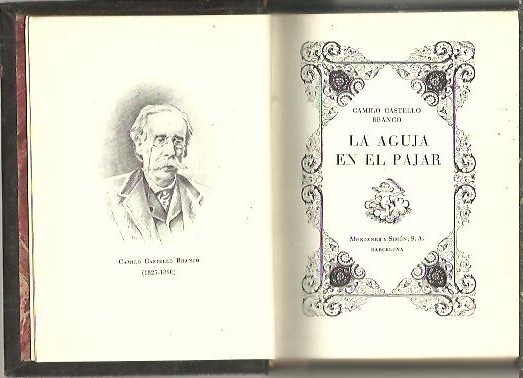 CAMILO CASTELLO BRANCO
(1825-1890)
CAMILO CASTELLO
BRANCO
LA AGUJA
EN EL PAJAR
MONTANER Y SIMÓN, S. A.
BARCELONA